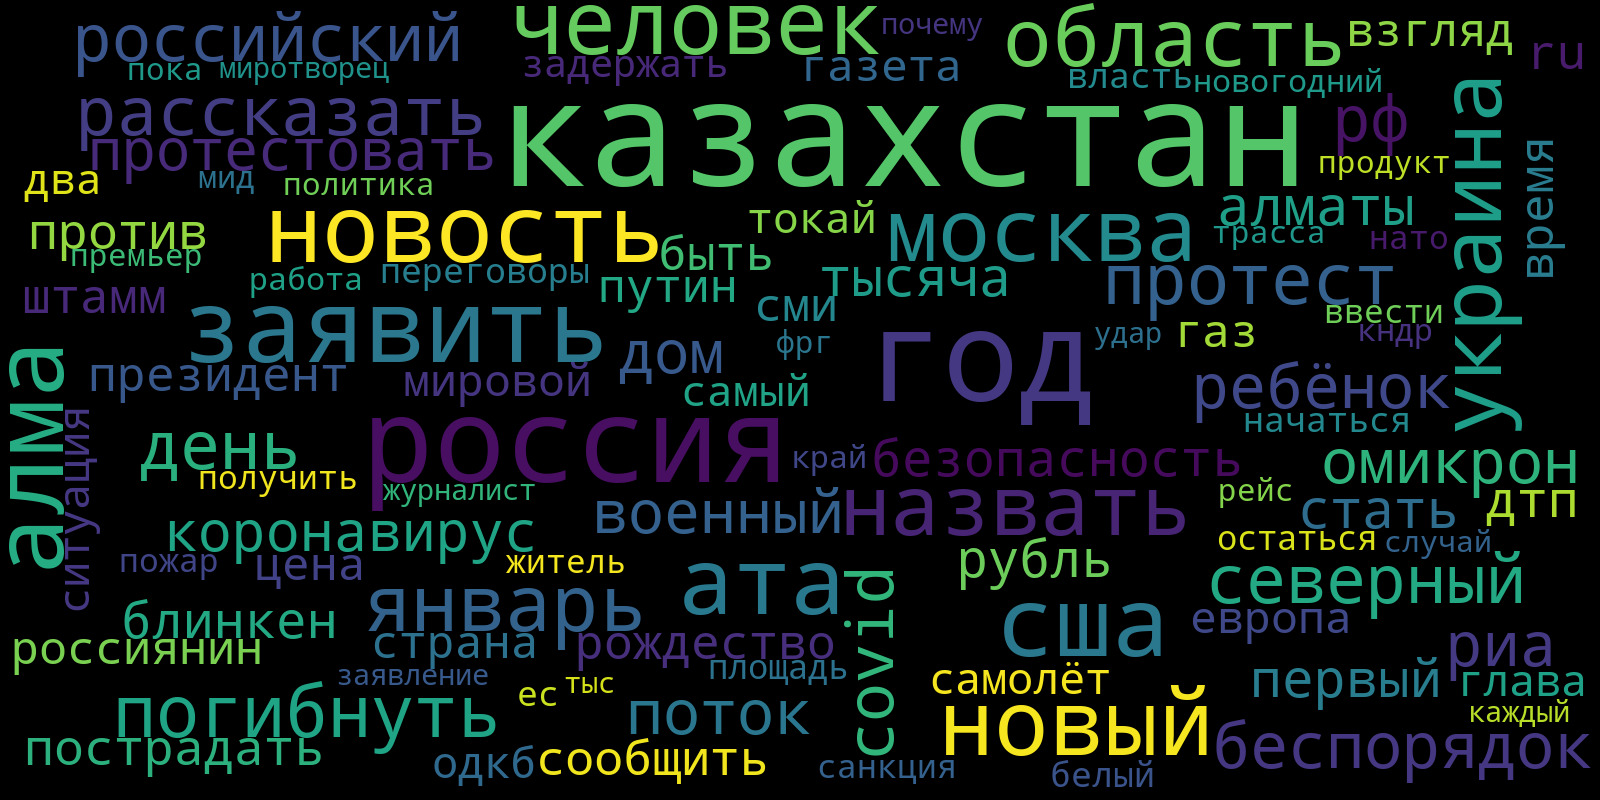 российский
человек
почему
область
взгляд
ru
пока
миротворец
задержать
газета
власть
новогодний
рассказать
казахстан
рф
украина
протестовать
продукт
время
два
мид
политика
новость
токай
москва
алматы
против
трасса
нато
премьер
быть
работа
переговоры
путин
тысяча
протест
штамм
заявить
сми
год
ввести
фрг
удар
газ
кндр
алма
президент
мировой
дом
самый
ребёнок
начаться
ситуация
день
россия
край
безопасность
омикрон
получить
журналист
военный
назвать
рейс
стать
дтп
коронавирус
остаться
случай
пожар
цена
житель
ата
рубль
северный
январь
covid
сша
блинкен
европа
россиянин
страна
рождество
риа
заявление
площадь
самолёт
первый
глава
погибнуть
ес
тыс
поток
новый
каждый
пострадать
одкб
сообщить
санкция
белый
беспорядок